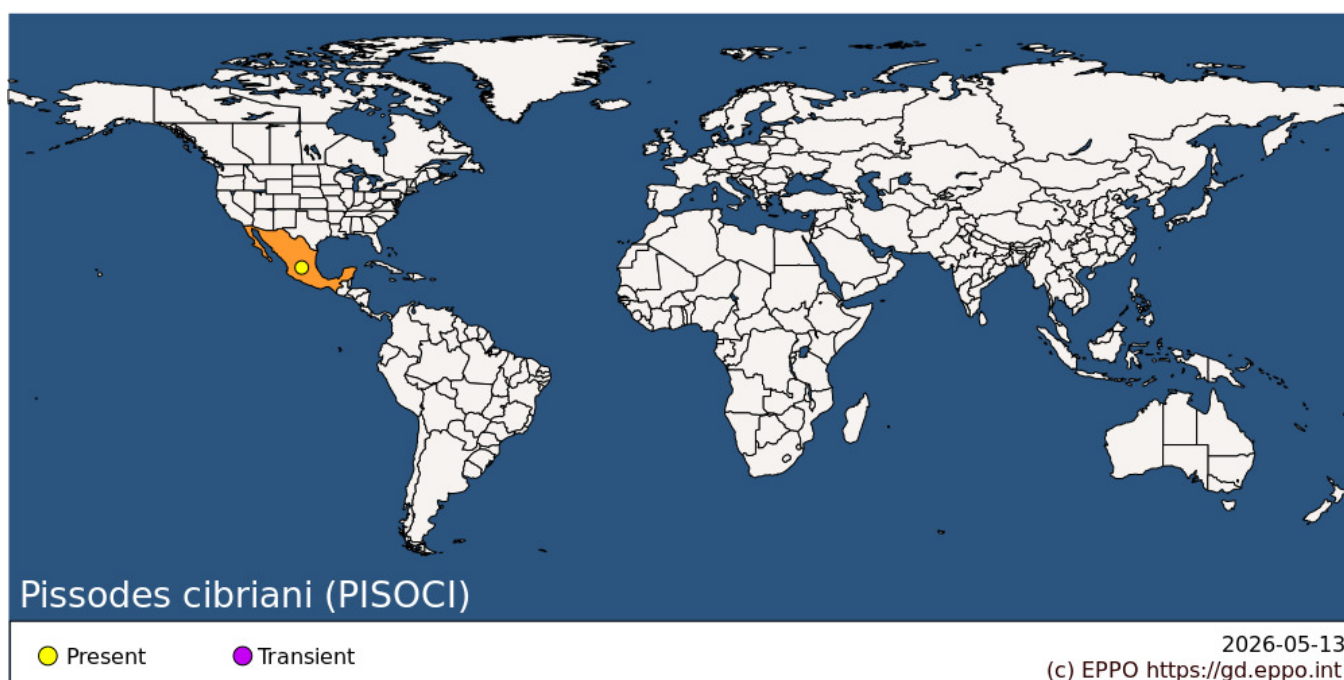 Pissodes cibriani (PISOCI)
Present
Transient
2026-05-13
(c) EPPO https://gd.eppo.int